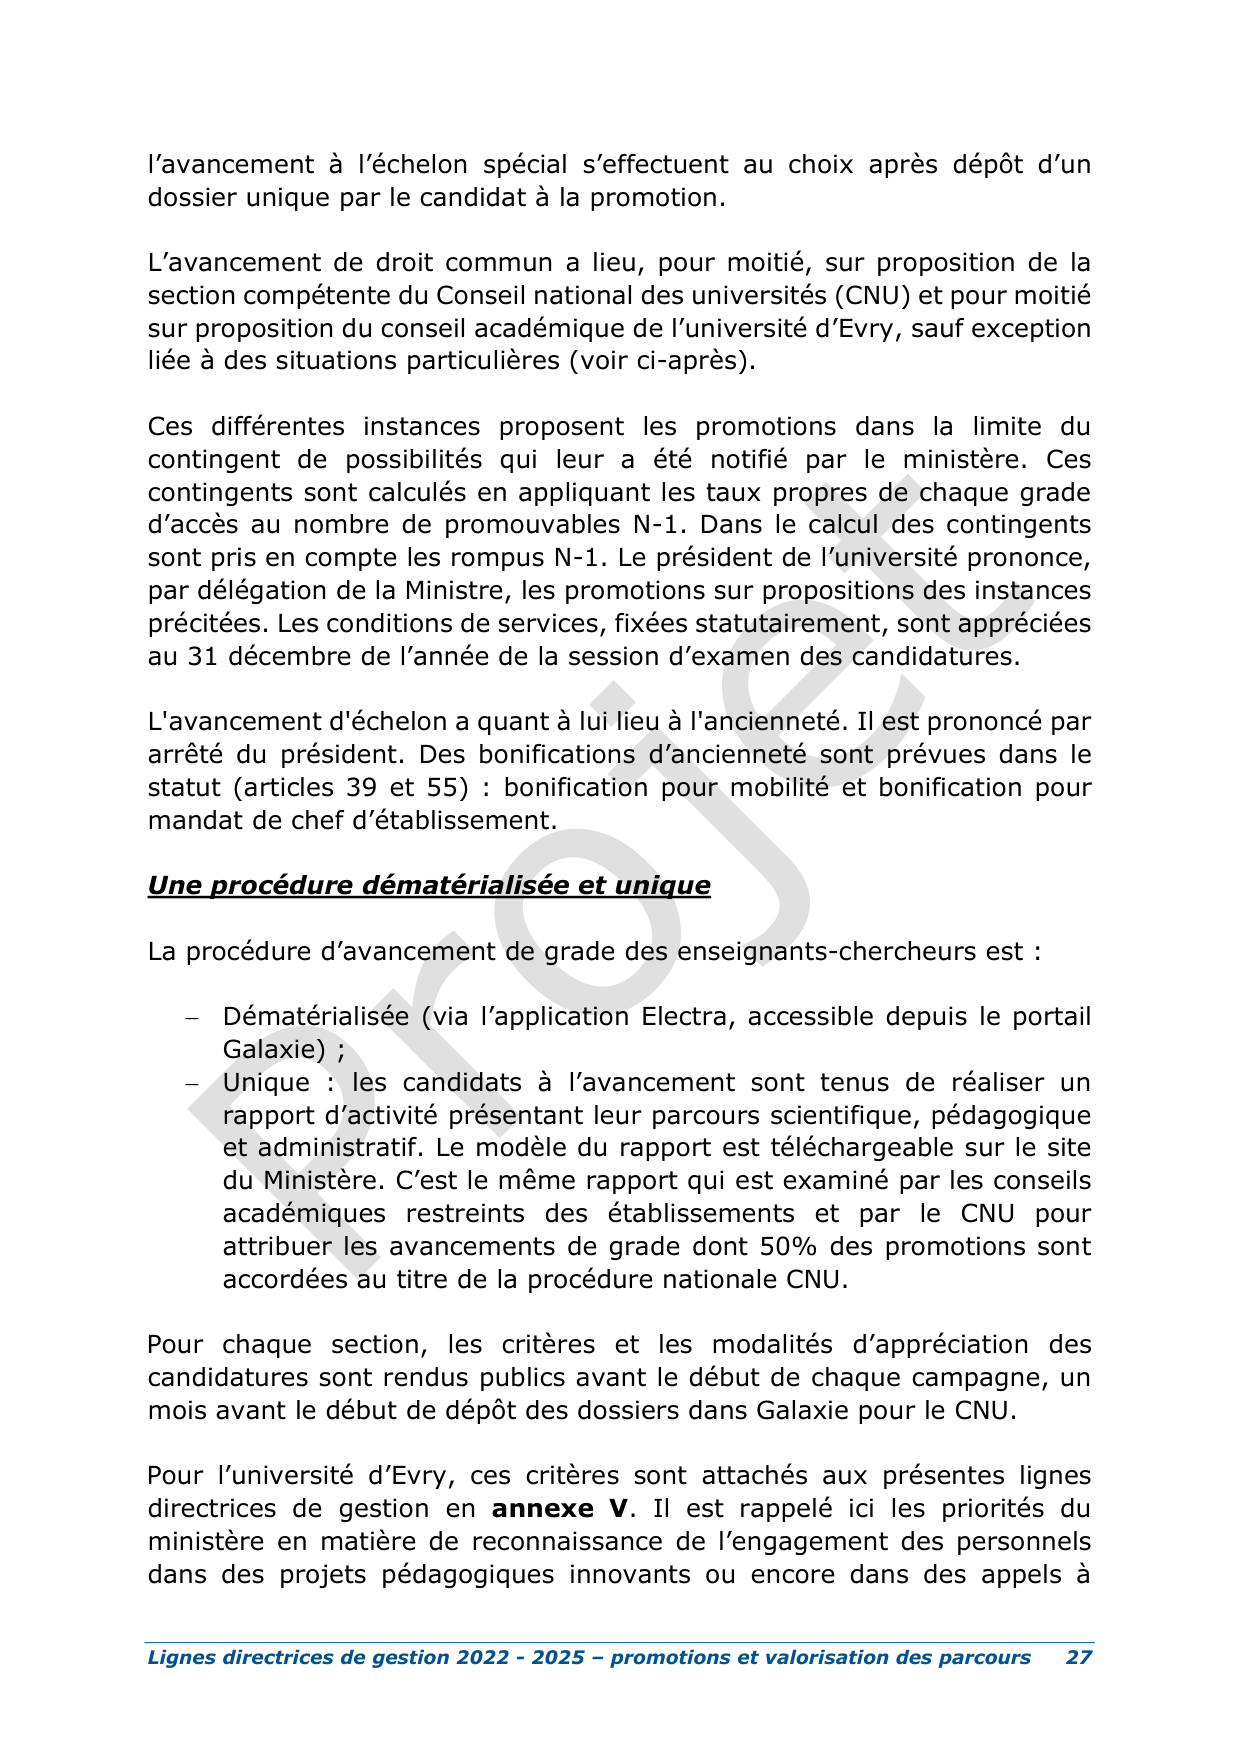 l’avancement à l’échelon spécial s’effectuent au choix après dépôt d’un
dossier unique par le candidat à la promotion.
L’avancement de droit commun a lieu, pour moitié, sur proposition de la
section compétente du Conseil national des universités (CNU) et pour moitié
sur proposition du conseil académique de l’université d’Evry, sauf exception
liée à des situations particulières (voir ci-après).
Ces différentes instances proposent les promotions dans la limite du
contingent de possibilités qui leur a été notifié par le ministère. Ces
contingents sont calculés en appliquant les taux propres de chaque grade
d’accès au nombre de promouvables N-1. Dans le calcul des contingents
sont pris en compte les rompus N-1. Le président de l’université prononce,
par délégation de la Ministre, les promotions sur propositions des instances
précitées. Les conditions de services, fixées statutairement, sont appréciées
au 31 décembre de l’année de la session d’examen des candidatures.
L'avancement d'échelon a quant à lui lieu à l'ancienneté. Il est prononcé par
arrêté du président. Des bonifications d’ancienneté sont prévues dans le
statut (articles 39 et 55) : bonification pour mobilité et bonification pour
mandat de chef d’établissement.
Une procédure dématérialisée et unique
La procédure d’avancement de grade des enseignants-chercheurs est :
– Dématérialisée (via l’application Electra, accessible depuis le portail
Galaxie) ;
– Unique : les candidats à l’avancement sont tenus de réaliser un
rapport d’activité présentant leur parcours scientifique, pédagogique
et administratif. Le modèle du rapport est téléchargeable sur le site
du Ministère. C’est le même rapport qui est examiné par les conseils
académiques restreints des établissements et par le CNU pour
attribuer les avancements de grade dont 50% des promotions sont
accordées au titre de la procédure nationale CNU.
Pour chaque section, les critères et les modalités d’appréciation des
candidatures sont rendus publics avant le début de chaque campagne, un
mois avant le début de dépôt des dossiers dans Galaxie pour le CNU.
Pour l’université d’Evry, ces critères sont attachés aux présentes lignes
directrices de gestion en annexe V. Il est rappelé ici les priorités du
ministère en matière de reconnaissance de l’engagement des personnels
dans des projets pédagogiques innovants ou encore dans des appels à
Lignes directrices de gestion 2022 - 2025 – promotions et valorisation des parcours 27
Projet